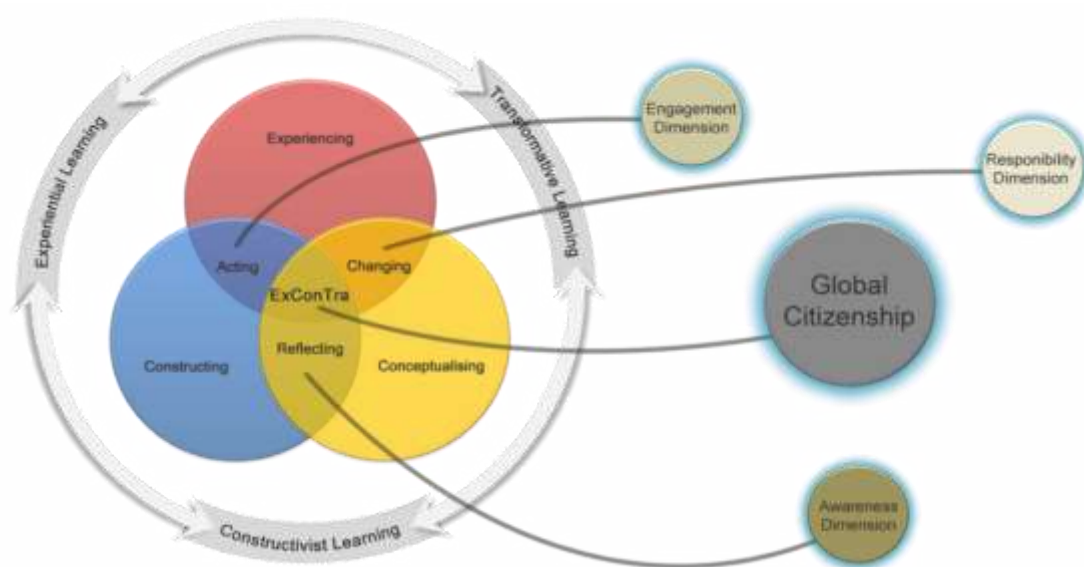 Experiential Learning
Transformative Learning
Constructivist Learning
Experiencing
Acting
Changing
ExConTra
Reflecting
Constructing
Conceptualising
Engagement
Dimension
Responibility
Dimension
Global
Citizenship
Awareness
Dimension